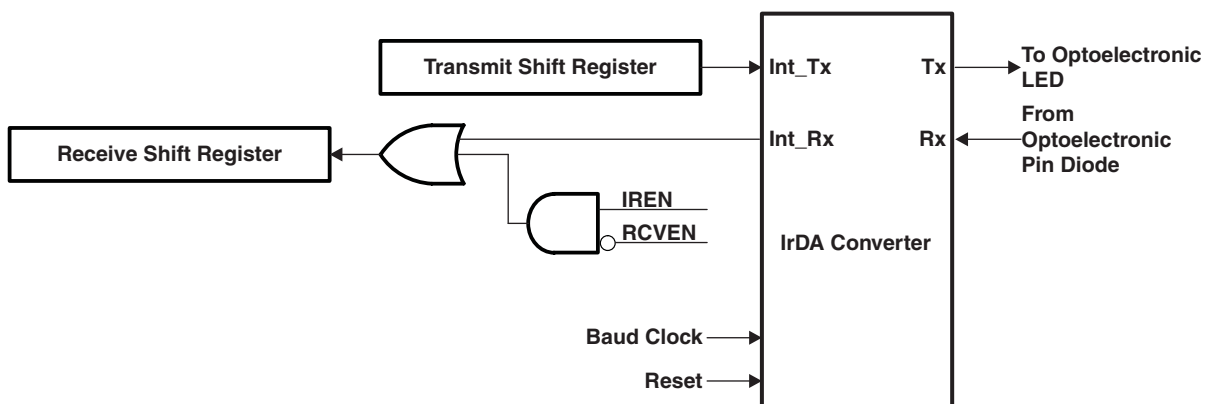 Transmit Shift Register
Int_Tx
Tx
To Optoelectronic
LED
Receive Shift Register
Int_Rx
Rx
From
Optoelectronic
Pin Diode
IREN
RCVEN
IrDA Converter
Baud Clock
Reset